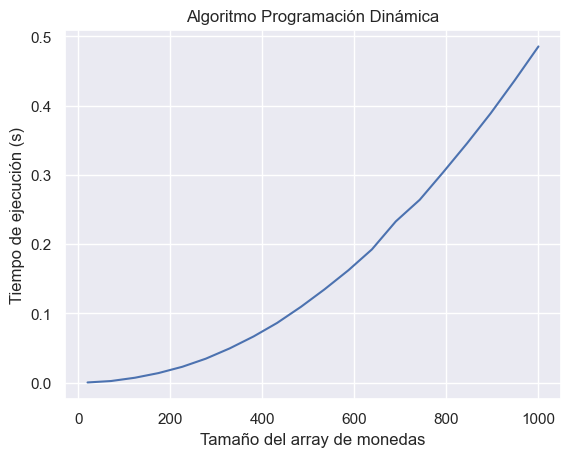 Algoritmo Programación Dinámica
Tiempo de ejecución (s)
0.5
0.4
0.3
0.2
0.1
0.0
0 200 400 600 800 1000
Tamaño del array de monedas